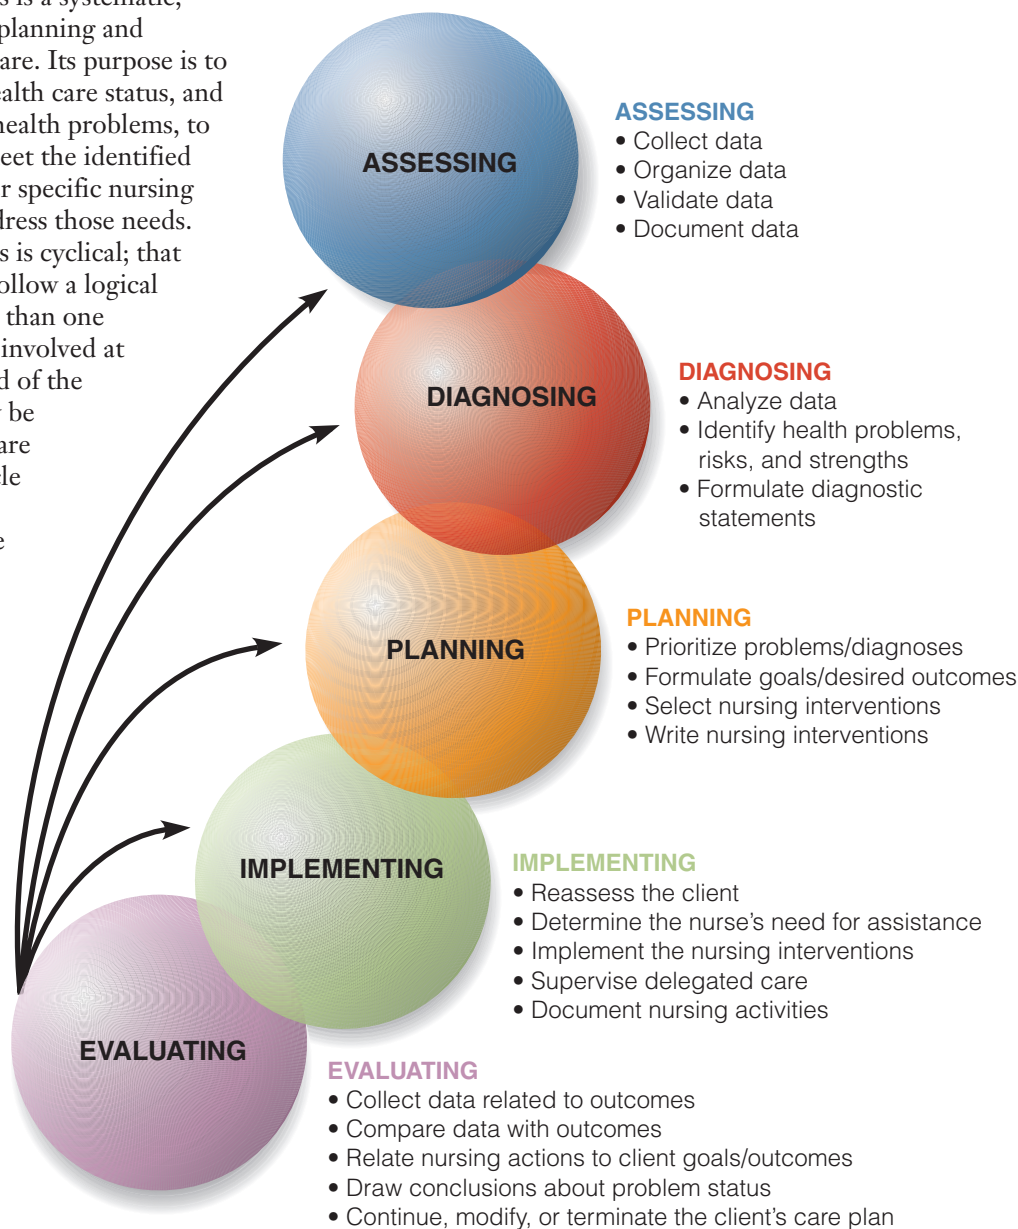 s is a systematic,
planning and
are. Its purpose is to
ealth care status, and
health problems, to
eet the identified
r specific nursing
dress those needs.
s is cyclical; that
ollow a logical
than one
involved at
d of the
be
are
cle
e
ASSESSING
ASSESSING
• Collect data
• Organize data
• Validate data
• Document data
DIAGNOSING
DIAGNOSING
• Analyze data
• Identify health problems,
risks, and strengths
• Formulate diagnostic
statements
PLANNING
PLANNING
• Prioritize problems/diagnoses
• Formulate goals/desired outcomes
• Select nursing interventions
• Write nursing interventions
IMPLEMENTING
IMPLEMENTING
• Reassess the client
• Determine the nurse’s need for assistance
• Implement the nursing interventions
• Supervise delegated care
• Document nursing activities
EVALUATING
EVALUATING
• Collect data related to outcomes
• Compare data with outcomes
• Relate nursing actions to client goals/outcomes
• Draw conclusions about problem status
• Continue, modify, or terminate the client’s care plan